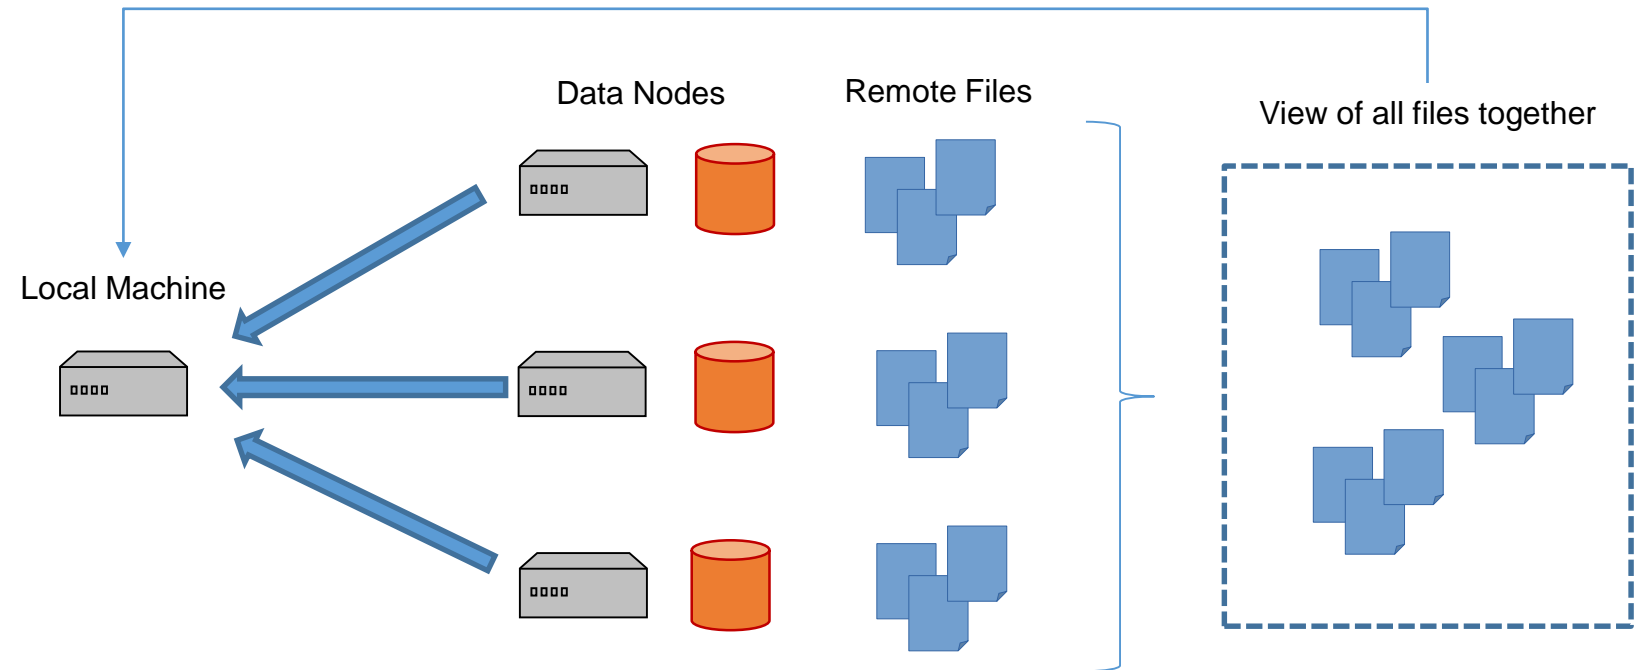 Data Nodes
Remote Files
View of all files together
Local Machine